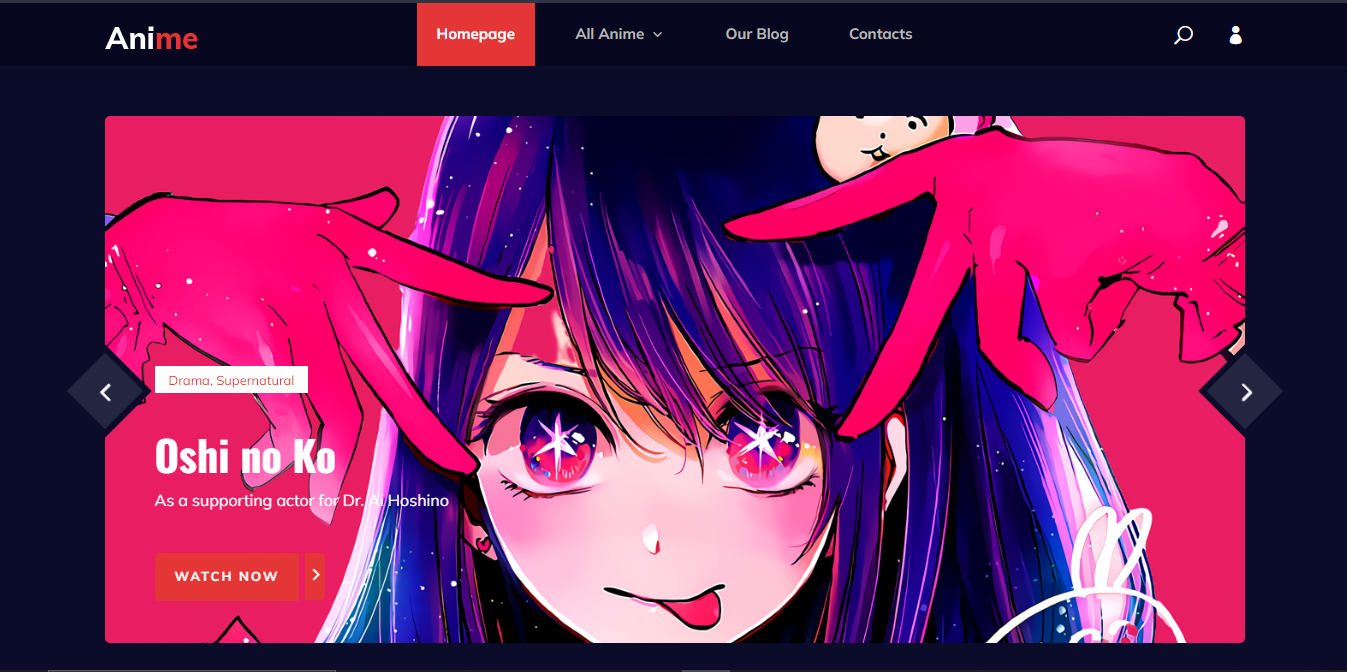 Anime
Homepage
All Anime
Our Blog
Contacts
Drama, Supernatural
Oshi no Ko
As a supporting actor for Dr. Ai Hoshino
WATCH NOW